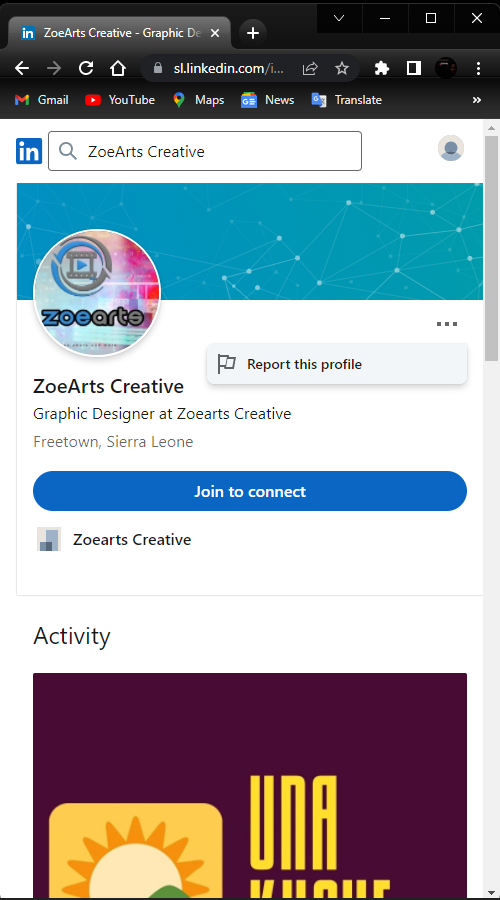 ZoeArts Creative - Graphic De
sl.linkedin.com/i...
Gmail
YouTube
Maps
News
Translate
»
in
ZoeArts Creative
zoearts
Report this profile
ZoeArts Creative
Graphic Designer at Zoearts Creative
Freetown, Sierra Leone
Join to connect
Zoearts Creative
Activity
UNA